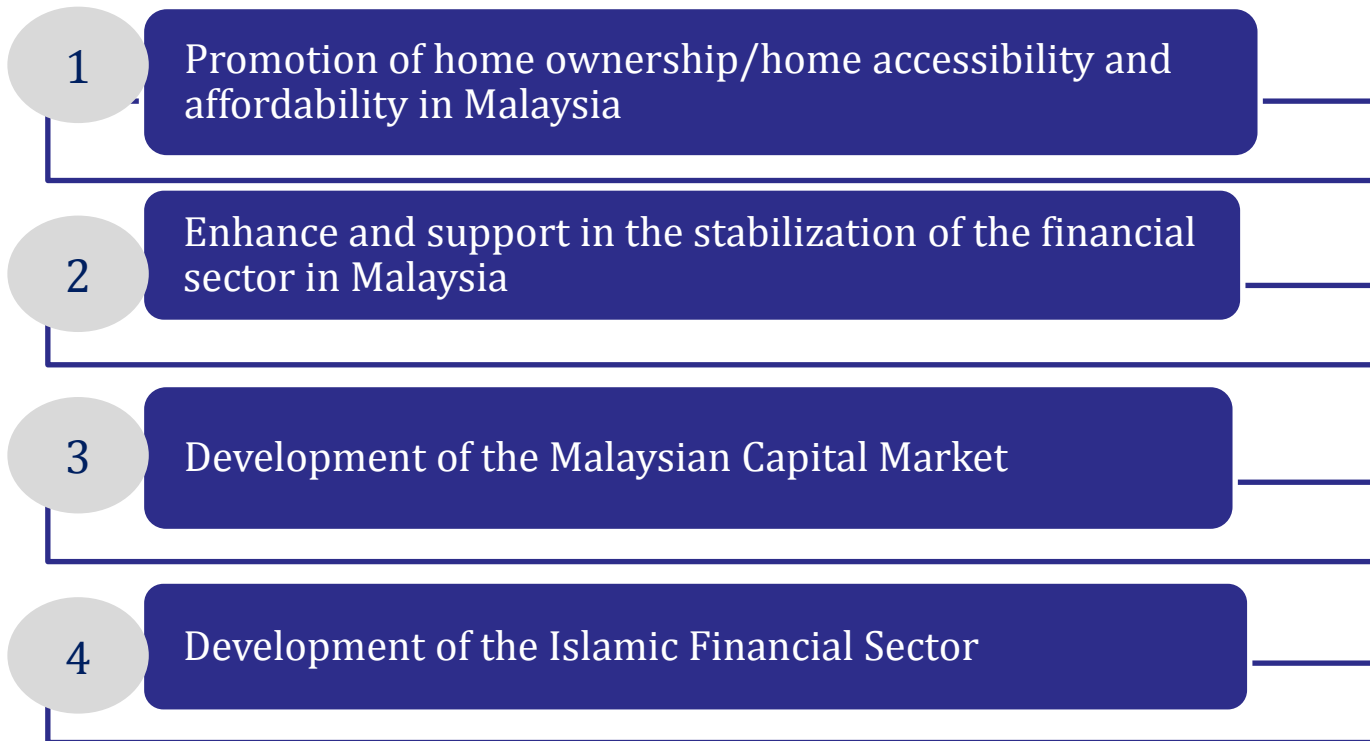 1
Promotion of home ownership/home accessibility and
affordability in Malaysia
2
Enhance and support in the stabilization of the financial
sector in Malaysia
3
Development of the Malaysian Capital Market
4
Development of the Islamic Financial Sector